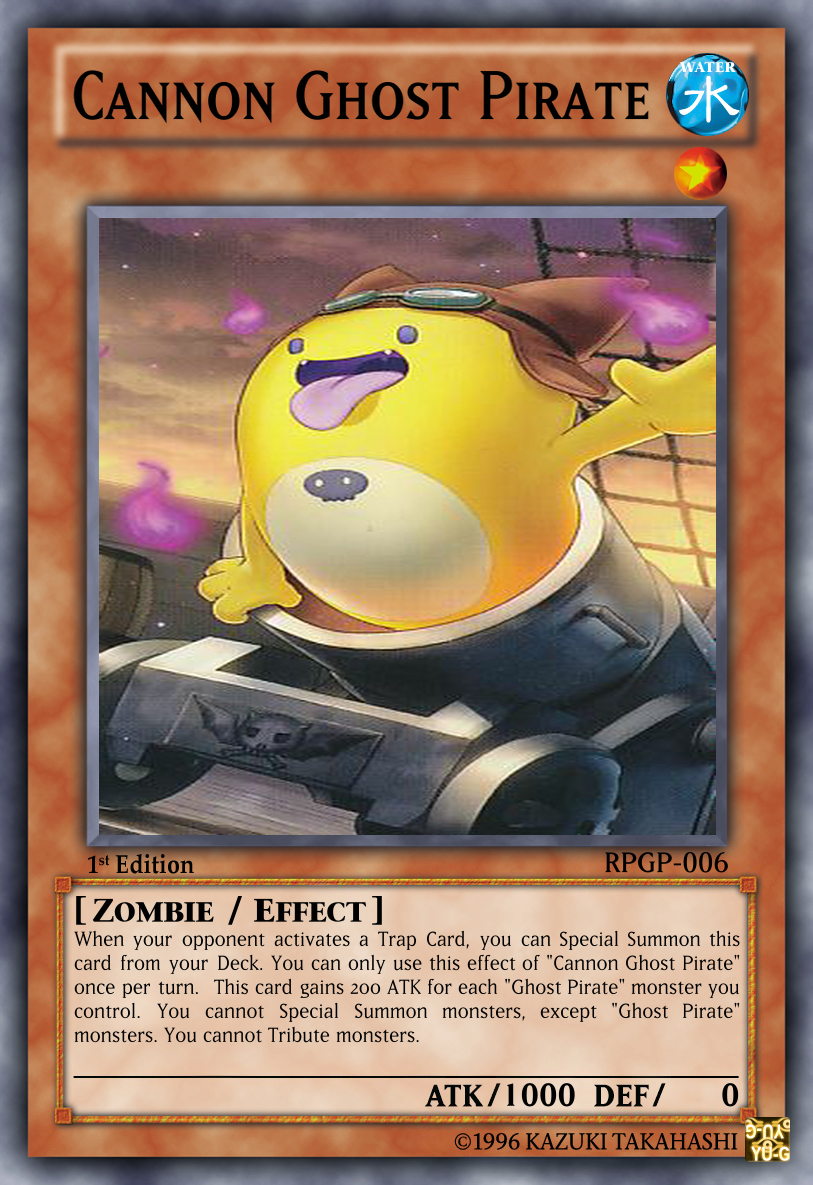 CANNON GHOST PIRATE
WATER
水
1st Edition
RPGP-006
[ ZOMBIE / EFFECT ]
When your opponent activates a Trap Card, you can Special Summon this
card from your Deck. You can only use this effect of "Cannon Ghost Pirate"
once per turn. This card gains 200 ATK for each "Ghost Pirate" monster you
control. You cannot Special Summon monsters, except "Ghost Pirate"
monsters. You cannot Tribute monsters.
ATK/1000 DEF/ 0
©1996 KAZUKI TAKAHASHI